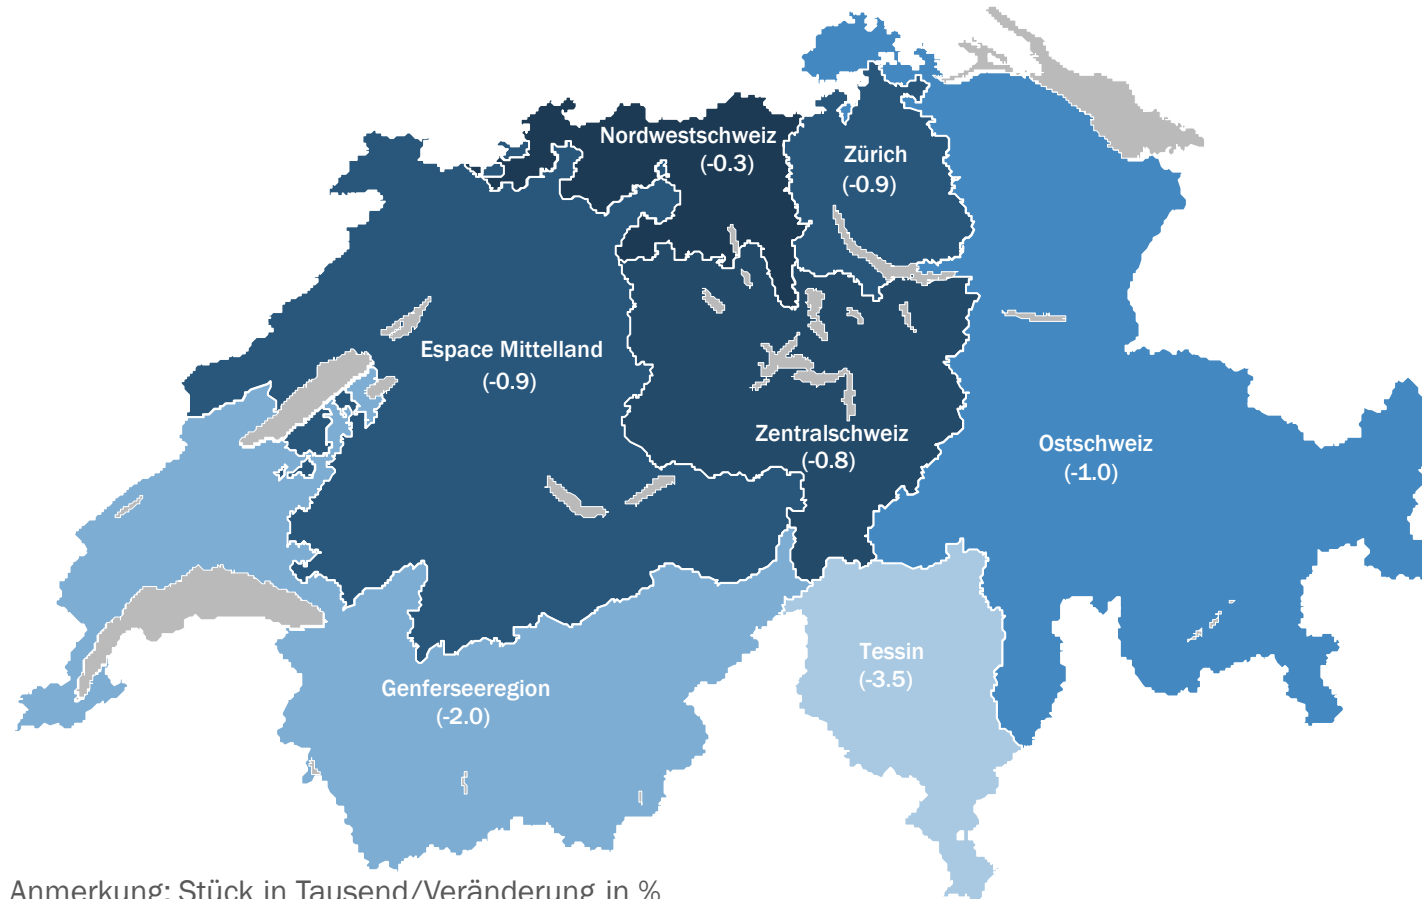 Nordwestschweiz
(-0.3)
Zürich
(-0.9)
Espace Mittelland
(-0.9)
Zentralschweiz
(-0.8)
Ostschweiz
(-1.0)
Tessin
(-3.5)
Genferseeregion
(-2.0)
Anmerkung: Stück in Tausend/Veränderung in %